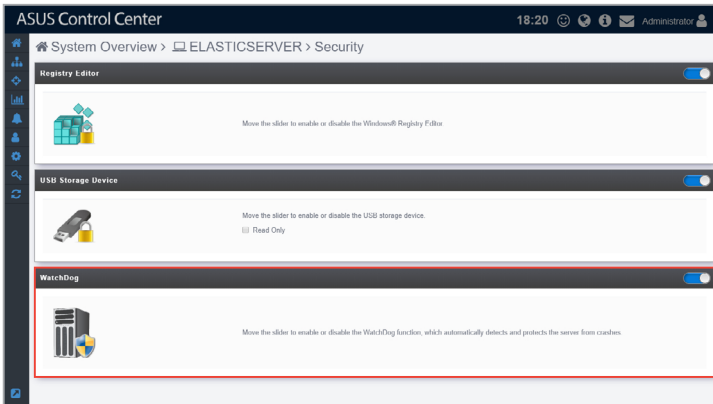 ASUS Control Center
18:20
Administrator
System Overview > ELASTICSERVER > Security
Registry Editor
Move the slider to enable or disable the Windows® Registry Editor
USB Storage Device
Move the slider to enable or disable the USB storage device.
Read Only
WatchDog
Move the slider to enable or disable the WatchDog function, which automatically detects and protects the server from crashes